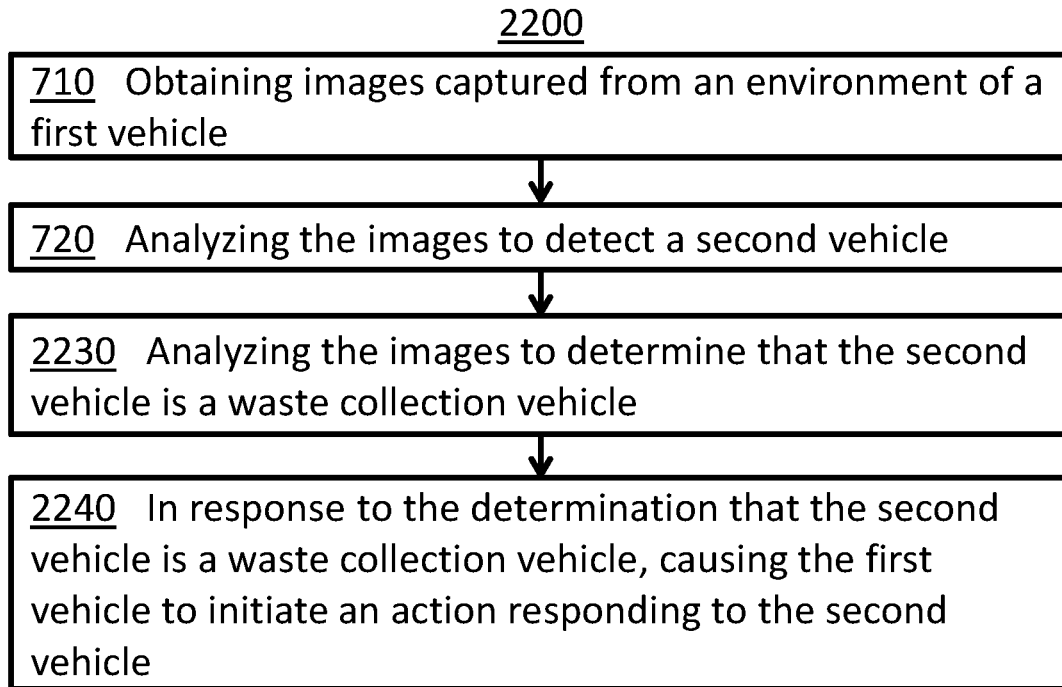 2200
710 Obtaining images captured from an environment of a
first vehicle
720 Analyzing the images to detect a second vehicle
2230 Analyzing the images to determine that the second
vehicle is a waste collection vehicle
2240 In response to the determination that the second
vehicle is a waste collection vehicle, causing the first
vehicle to initiate an action responding to the second
vehicle